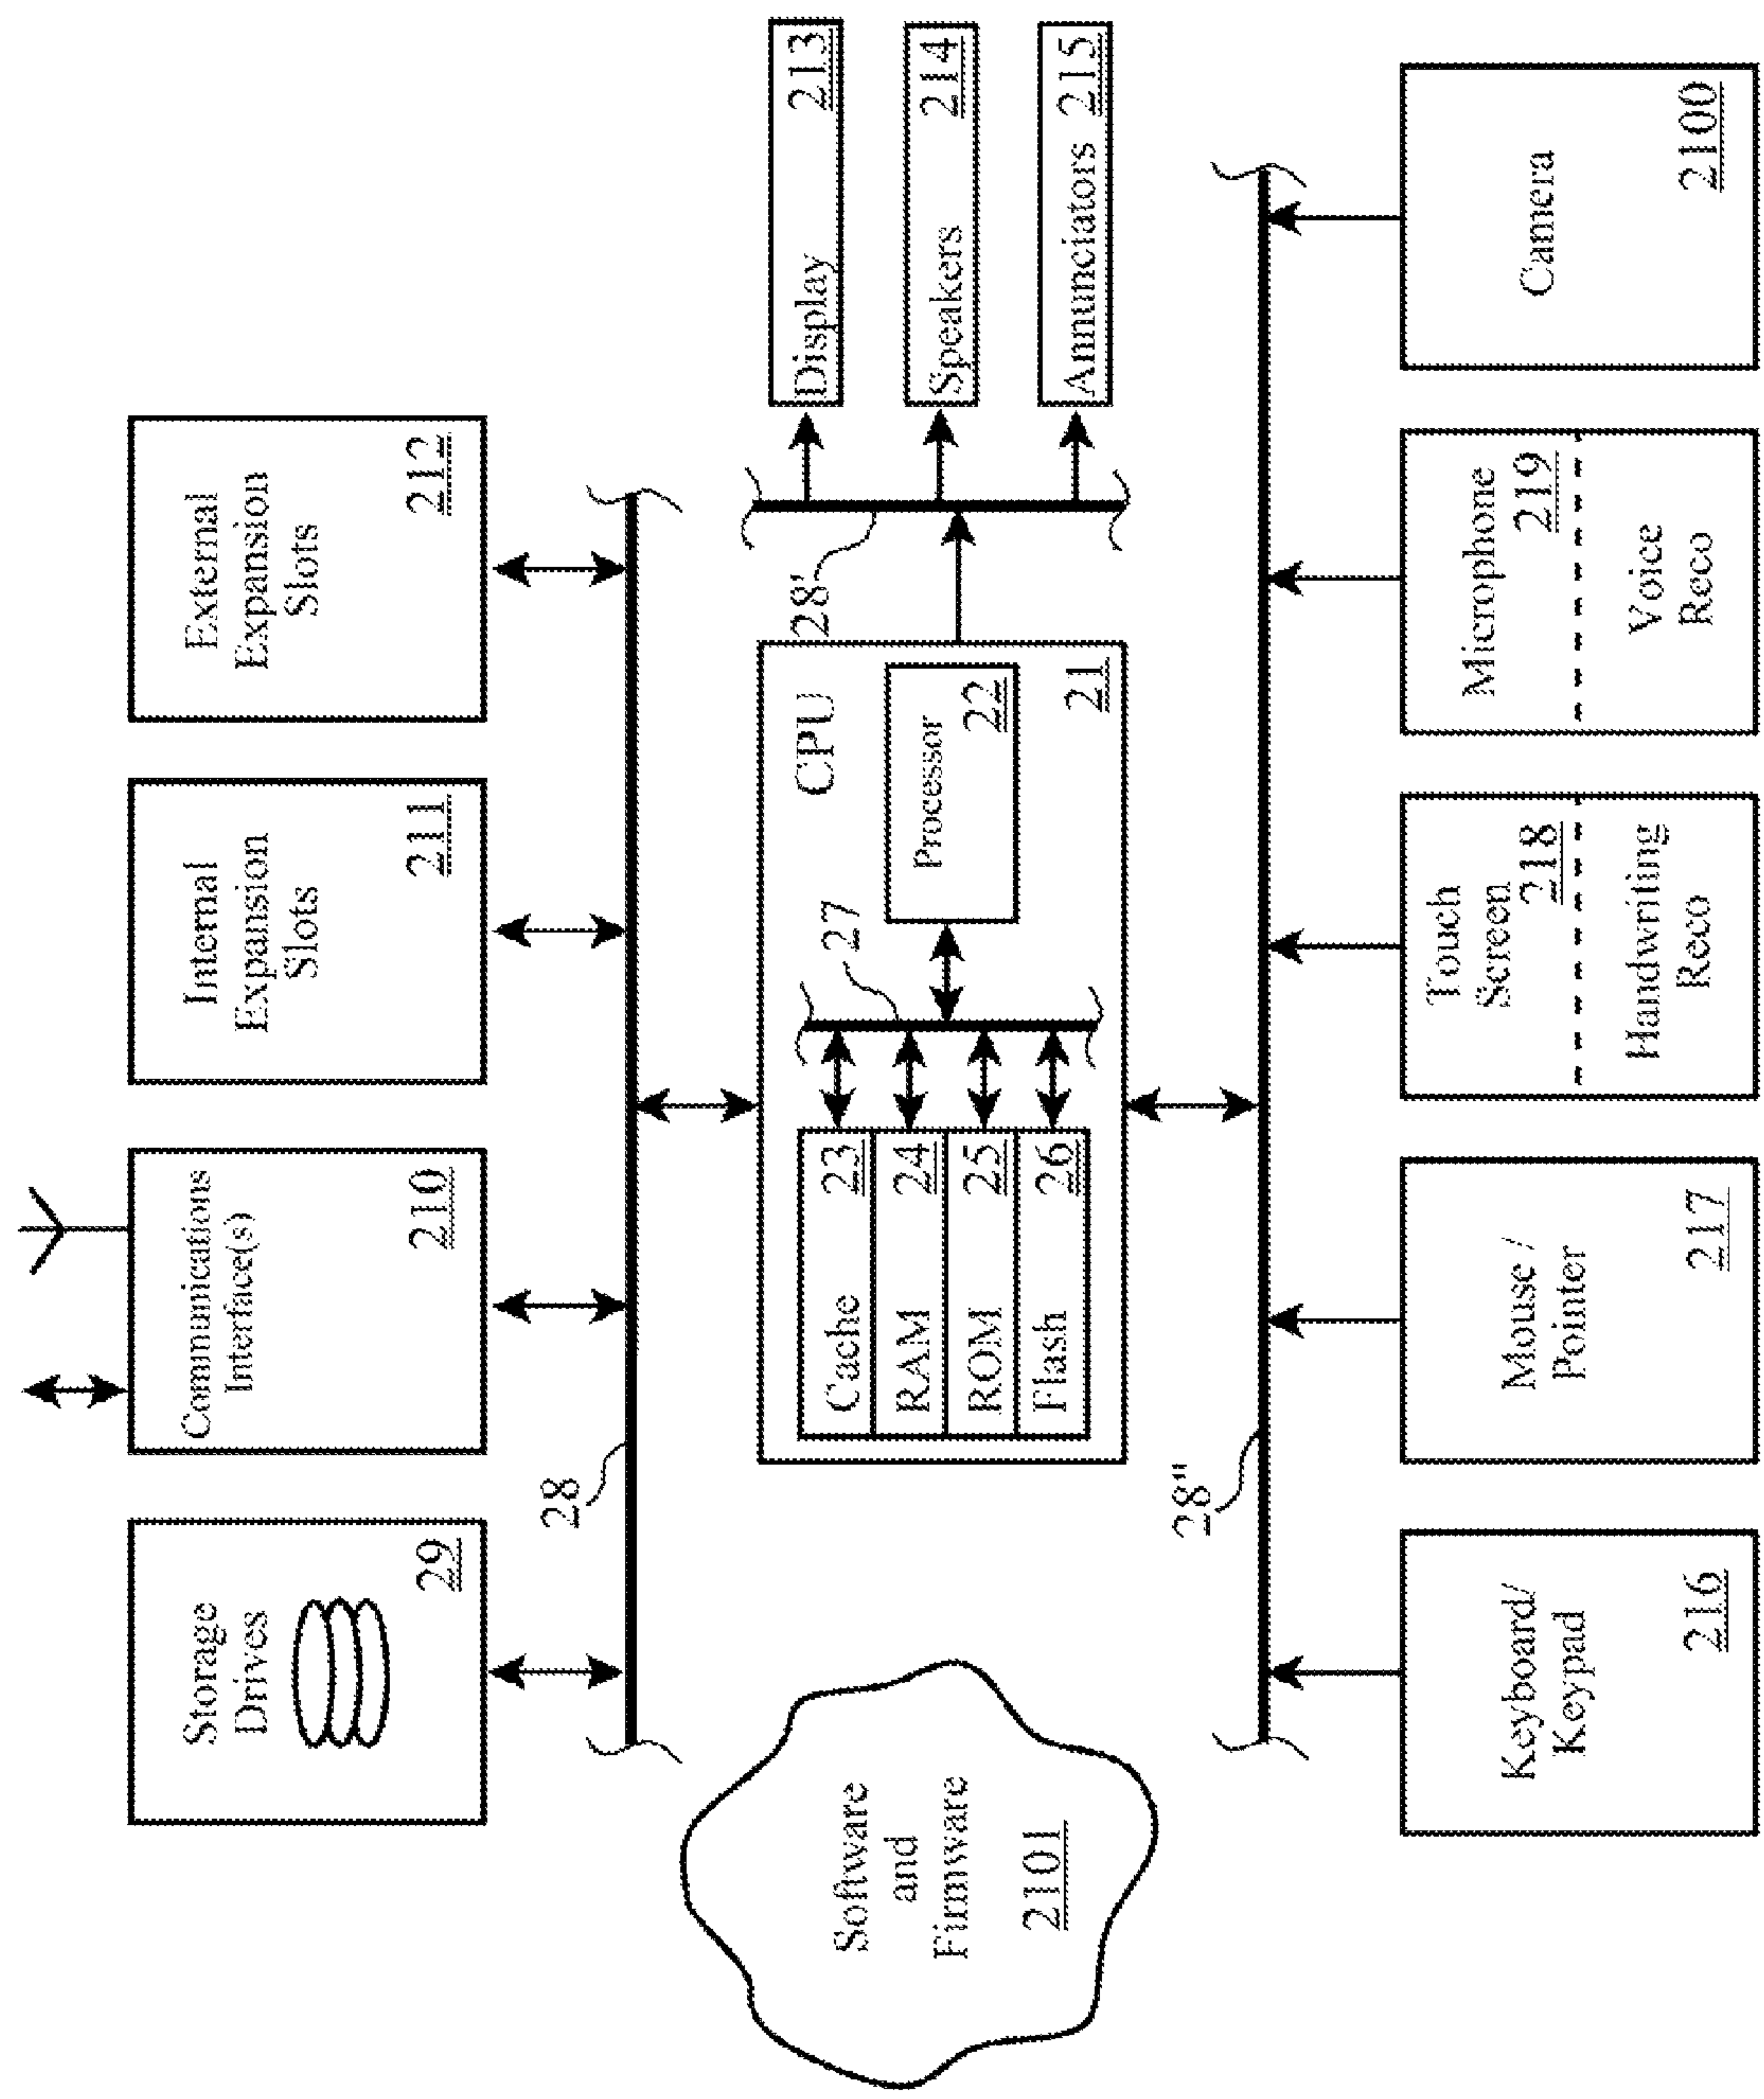 Storage
Drives
29
Communications
Interface(s)
210
Internal
Expansion
Slots
211
External
Expansion
Slots
212
28
Software
and
Firmware
2101
CPU
Cache 23
RAM 24
ROM 25
Flash 26
27
Processor
22
21
28'
Display 213
Speakers 214
Annunciators 215
28"
Keyboard/
Keypad
216
Mouse /
Pointer
217
Touch
Screen
218
Handwriting
Reco
Microphone
219
Voice
Reco
Camera
2100